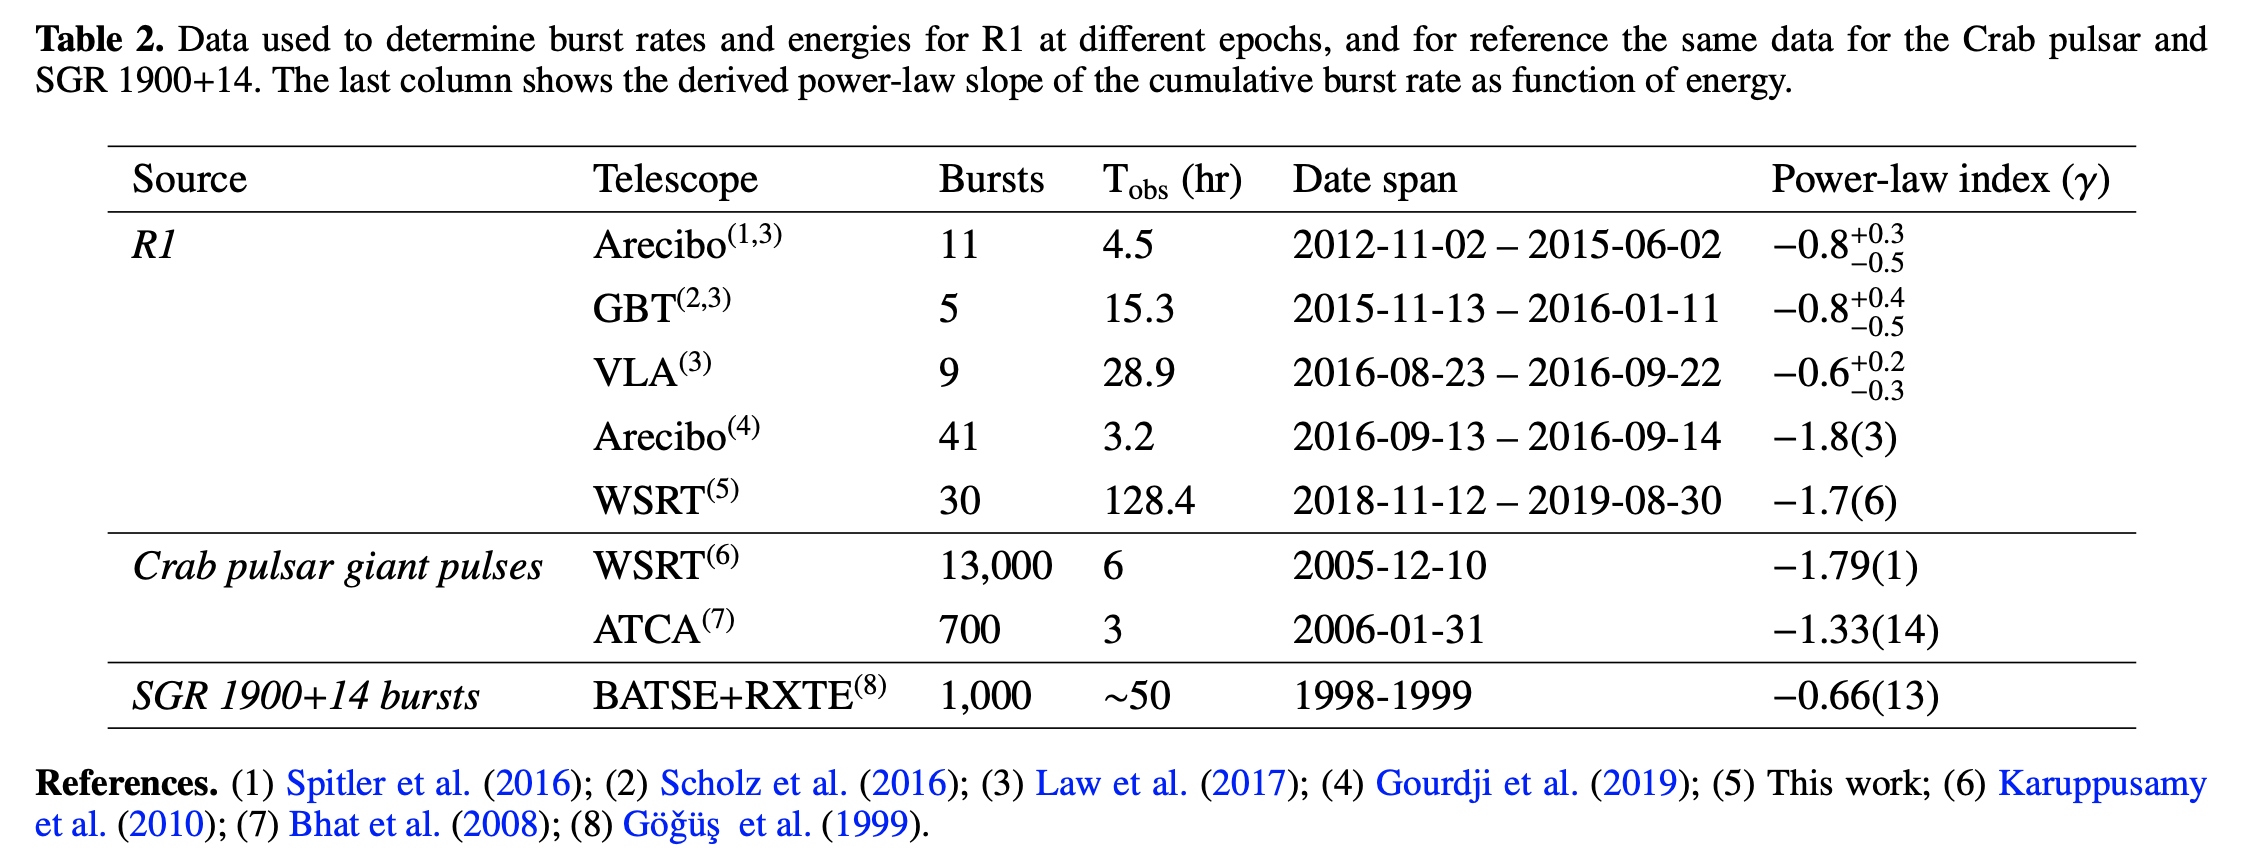 Table 2. Data used to determine burst rates and energies for R1 at different epochs, and for reference the same data for the Crab pulsar and
SGR 1900+14. The last column shows the derived power-law slope of the cumulative burst rate as function of energy.
Source Telescope Bursts T_obs (hr) Date span Power-law index (γ)
R1 Arecibo(1,3) 11 4.5 2012-11-02 – 2015-06-02 −0.8 +0.3 −0.5
GBT(2,3) 5 15.3 2015-11-13 – 2016-01-11 −0.8 +0.4 −0.5
VLA(3) 9 28.9 2016-08-23 – 2016-09-22 −0.6 +0.2 −0.3
Arecibo(4) 41 3.2 2016-09-13 – 2016-09-14 −1.8(3)
WSRT(5) 30 128.4 2018-11-12 – 2019-08-30 −1.7(6)
Crab pulsar giant pulses WSRT(6) 13,000 6 2005-12-10 −1.79(1)
ATCA(7) 700 3 2006-01-31 −1.33(14)
SGR 1900+14 bursts BATSE+RXTE(8) 1,000 ~50 1998-1999 −0.66(13)
References. (1) Spitler et al. (2016); (2) Scholz et al. (2016); (3) Law et al. (2017); (4) Gourdji et al. (2019); (5) This work; (6) Karuppusamy
et al. (2010); (7) Bhat et al. (2008); (8) Göğüş et al. (1999).